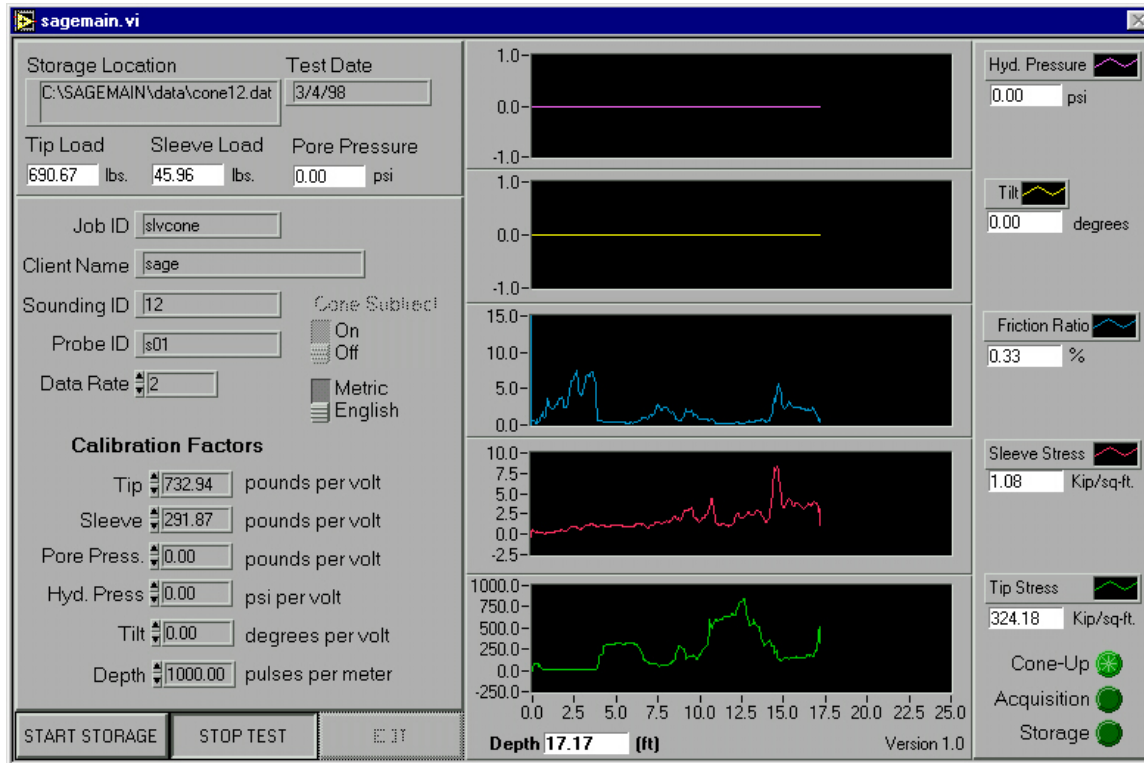 sagemain.vi
Storage Location
Test Date
C:\SAGEMAIN\data\cone12.dat
3/4/98
Tip Load
Sleeve Load
Pore Pressure
690.67 lbs.
45.96 lbs.
0.00 psi
Job ID slvcone
Client Name sage
Sounding ID 12
Probe ID s01
Data Rate 2
Cone Subtract
On
Off
Metric
English
Calibration Factors
Tip 732.94 pounds per volt
Sleeve 291.87 pounds per volt
Pore Press. 0.00 pounds per volt
Hyd. Press 0.00 psi per volt
Tilt 0.00 degrees per volt
Depth 1000.00 pulses per meter
START STORAGE
STOP TEST
EXIT
1.0
0.0
-1.0
1.0
0.0
-1.0
15.0
10.0
5.0
0.0
10.0
7.5
5.0
2.5
0.0
-2.5
1000.0
750.0
500.0
250.0
0.0
-250.0
0.0 2.5 5.0 7.5 10.0 12.5 15.0 17.5 20.0 22.5 25.0
Depth 17.17 (ft)
Version 1.0
Hyd. Pressure
0.00 psi
Tilt
0.00 degrees
Friction Ratio
0.33 %
Sleeve Stress
1.08 Kip/sq-ft.
Tip Stress
324.18 Kip/sq-ft.
Cone-Up
Acquisition
Storage